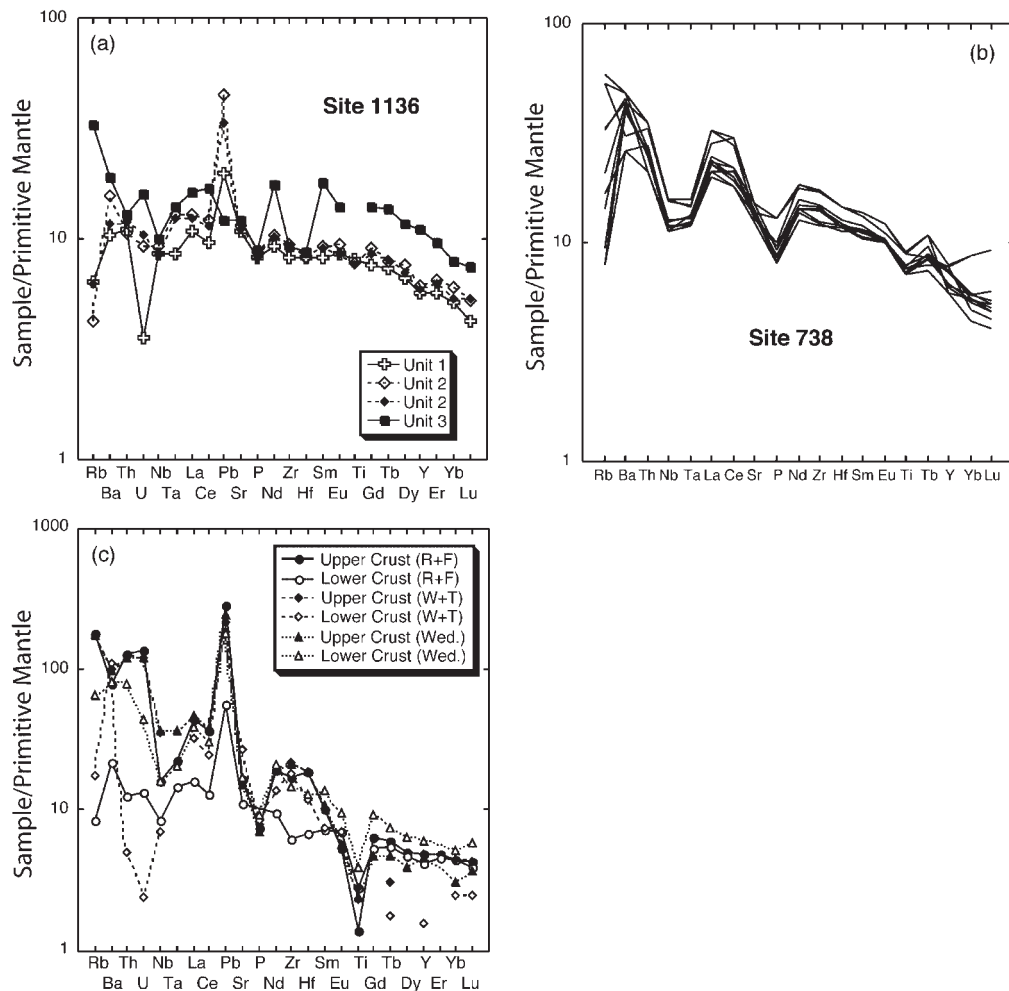 (a)
Site 1136
Sample/Primitive Mantle
100
10
1
Unit 1
Unit 2
Unit 2
Unit 3
Rb Th Nb La Pb P Zr Sm Ti Tb Y Yb
Ba U Ta Ce Sr Nd Hf Eu Gd Dy Er Lu
(b)
Site 738
Sample/Primitive Mantle
100
10
1
Rb Ba Th Nb Ta La Ce Sr P Nd Zr Hf Sm Eu Ti Tb Y Yb Lu
(c)
Sample/Primitive Mantle
1000
100
10
1
Upper Crust (R+F)
Lower Crust (R+F)
Upper Crust (W+T)
Lower Crust (W+T)
Upper Crust (Wed.)
Lower Crust (Wed.)
Rb Th Nb La Pb P Zr Sm Ti Tb Y Yb
Ba U Ta Ce Sr Nd Hf Eu Gd Dy Er Lu